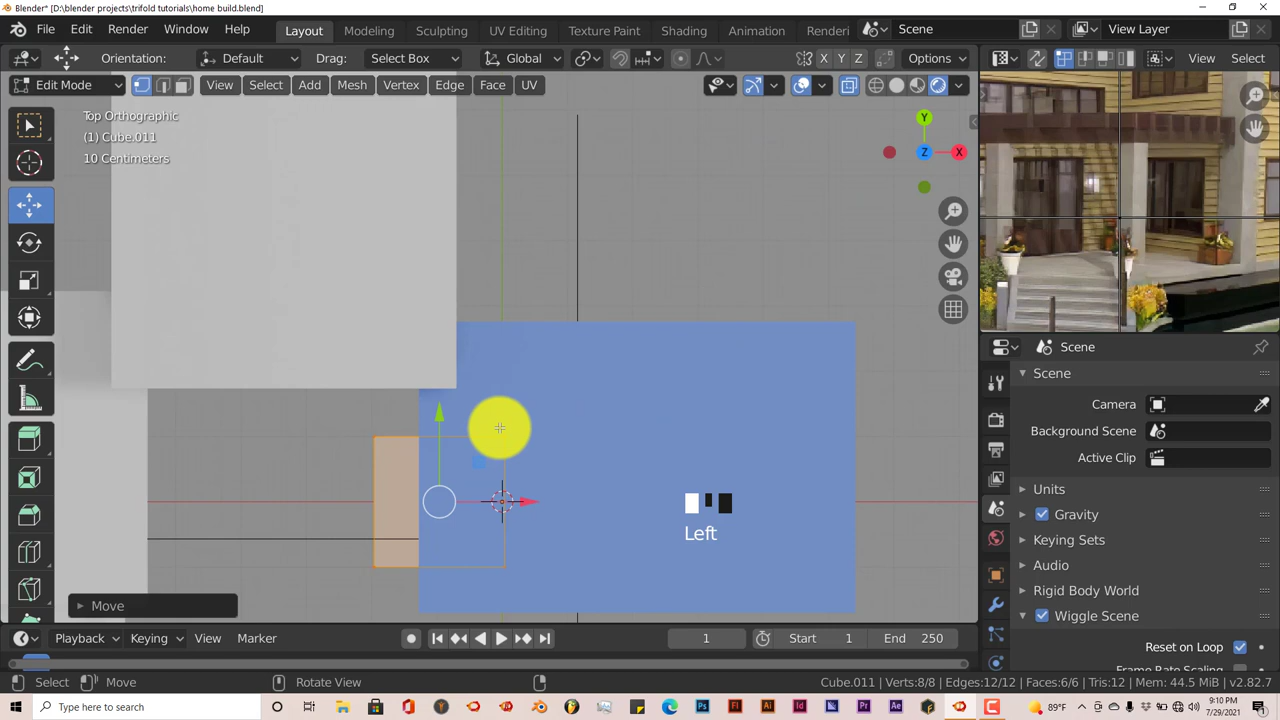 Blender* [D:\blender projects\trifold tutorials\home build.blend]
File Edit Render Window Help Layout Modeling Sculpting UV Editing Texture Paint Shading Animation Renderi Scene View Layer
Orientation: Default Drag: Select Box Global X Y Z Options View Select
Edit Mode View Select Add Mesh Vertex Edge Face UV
Top Orthographic
(1) Cube.011
10 Centimeters
Y
Z
X
Left
Move
Scene
Scene
Camera
Background Scene
Active Clip
Units
Gravity
Keying Sets
Audio
Rigid Body World
Wiggle Scene
Reset on Loop
Frame Rate Scaling
Playback Keying View Marker 1 Start 1 End 250
Select Move Rotate View Cube.011 | Verts:8/8 | Edges:12/12 | Faces:6/6 | Tris:12 | Mem: 44.5 MiB | v2.82.7
Type here to search
89°F
9:10 PM
7/29/2021